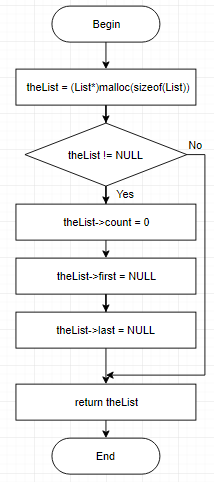 Begin
theList = (List*)malloc(sizeof(List))
theList != NULL
No
Yes
theList->count = 0
theList->first = NULL
theList->last = NULL
return theList
End